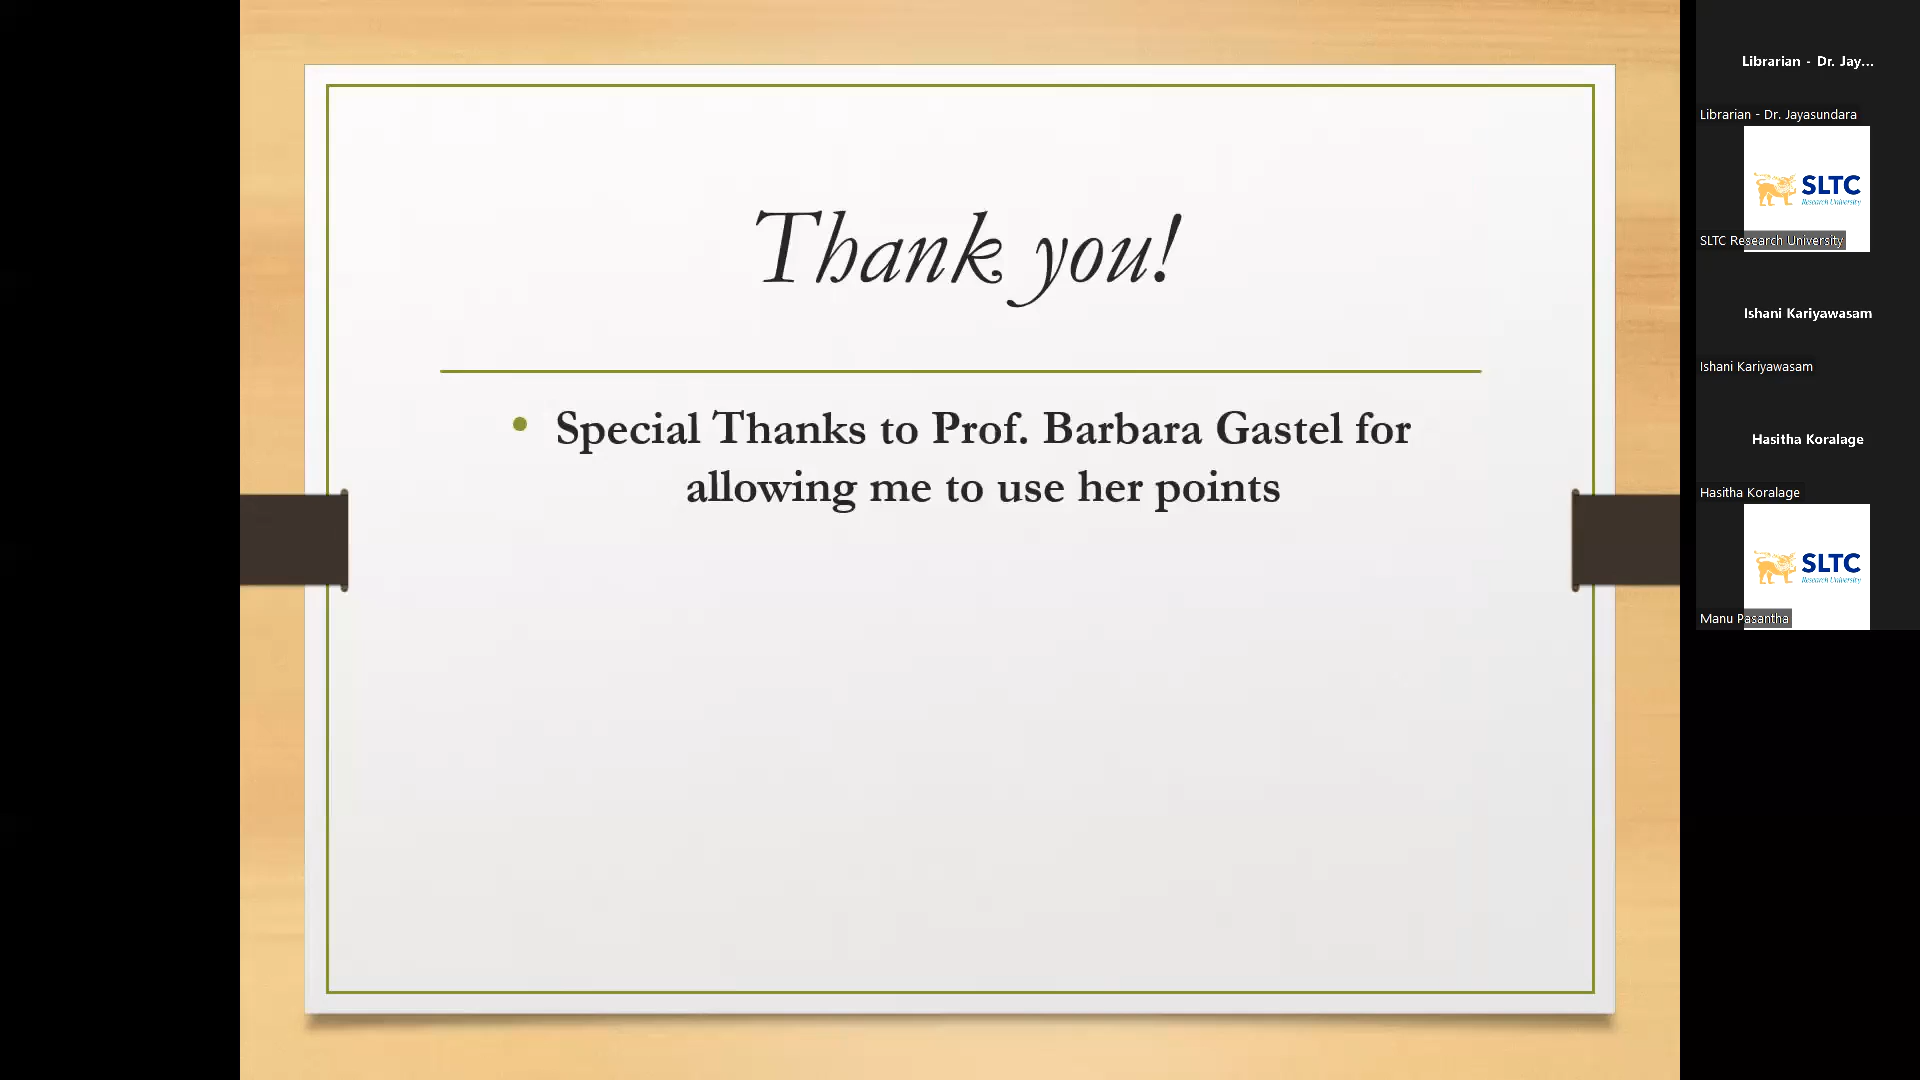 Thank you!
Special Thanks to Prof. Barbara Gastel for
allowing me to use her points
Librarian - Dr. Jay...
Librarian - Dr. Jayasundara
SLTC
Research University
SLTC Research University
Ishani Kariyawasam
Ishani Kariyawasam
Hasitha Koralage
Hasitha Koralage
SLTC
Research University
Manu Pasantha